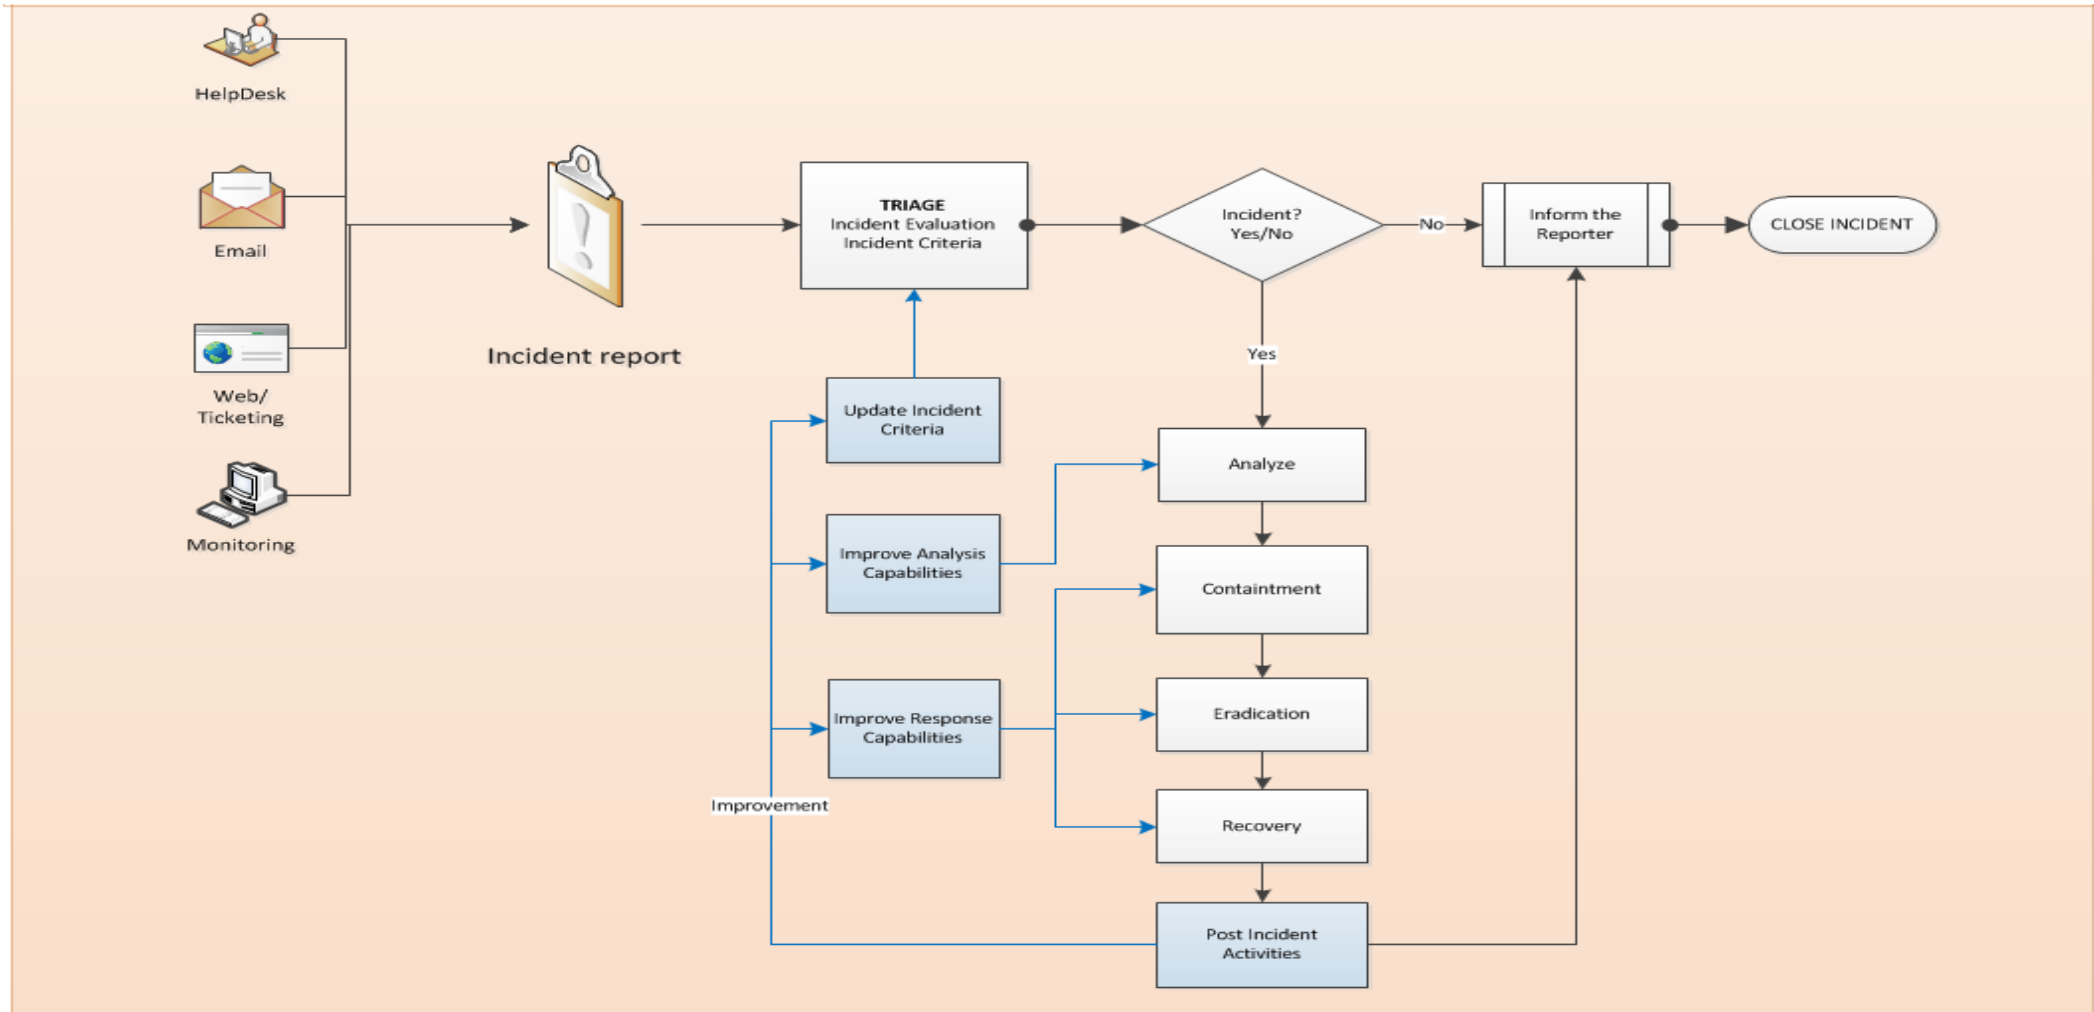 HelpDesk
Email
Web/
Ticketing
Monitoring
Incident report
TRIAGE
Incident Evaluation
Incident Criteria
Incident?
Yes/No
No
Inform the
Reporter
CLOSE INCIDENT
Yes
Update Incident
Criteria
Analyze
Improve Analysis
Capabilities
Containtment
Improve Response
Capabilities
Eradication
Improvement
Recovery
Post Incident
Activities